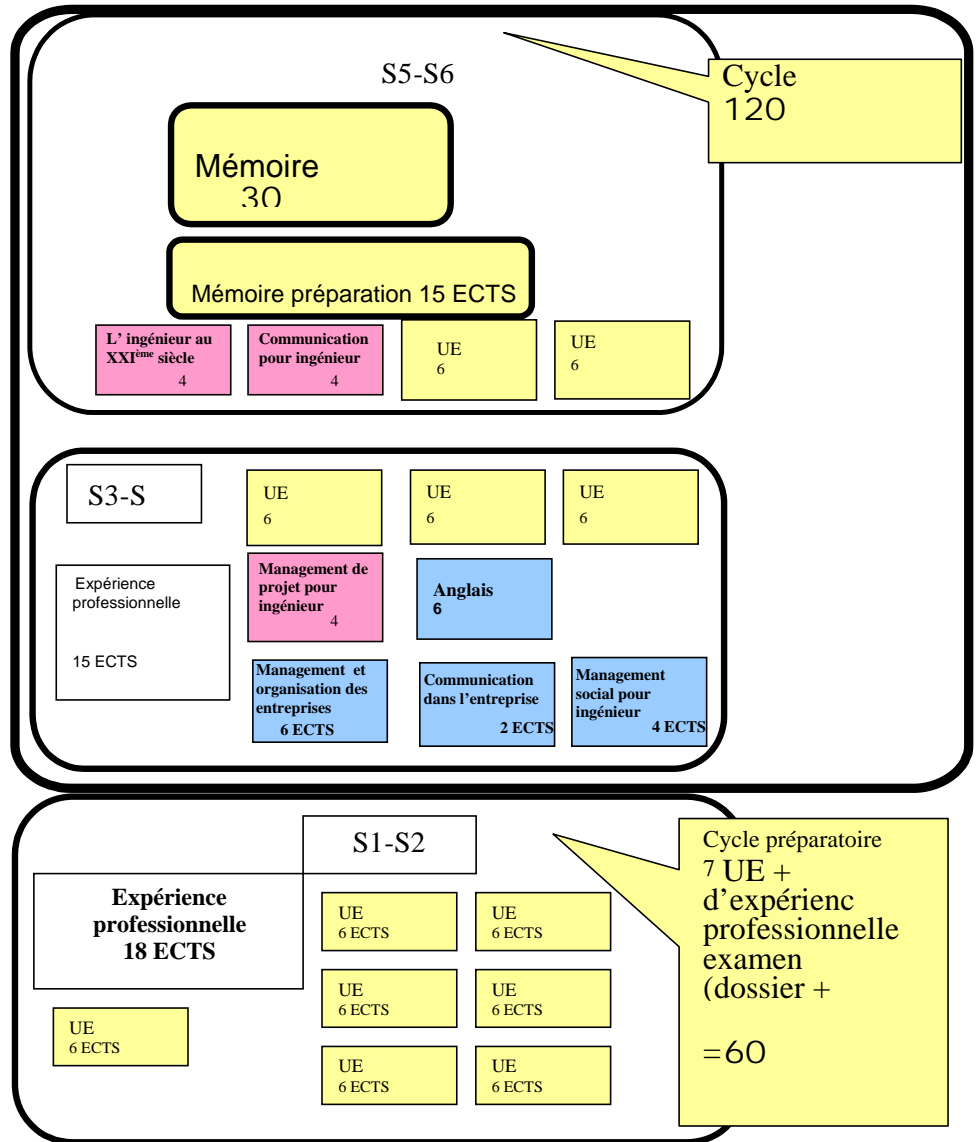 S5-S6
Cycle
120
Mémoire
30
Mémoire préparation 15 ECTS
L' ingénieur au
XXIème siècle
4
Communication
pour ingénieur
4
UE
6
UE
6
S3-S
UE
6
UE
6
UE
6
Expérience
professionnelle
15 ECTS
Management de
projet pour
ingénieur
4
Anglais
6
Management et
organisation des
entreprises
6 ECTS
Communication
dans l'entreprise
2 ECTS
Management
social pour
ingénieur
4 ECTS
S1-S2
Expérience
professionnelle
18 ECTS
UE
6 ECTS
UE
6 ECTS
UE
6 ECTS
UE
6 ECTS
UE
6 ECTS
UE
6 ECTS
UE
6 ECTS
Cycle préparatoire
7 UE +
d'expérienc
professionnelle
examen
(dossier +
=60